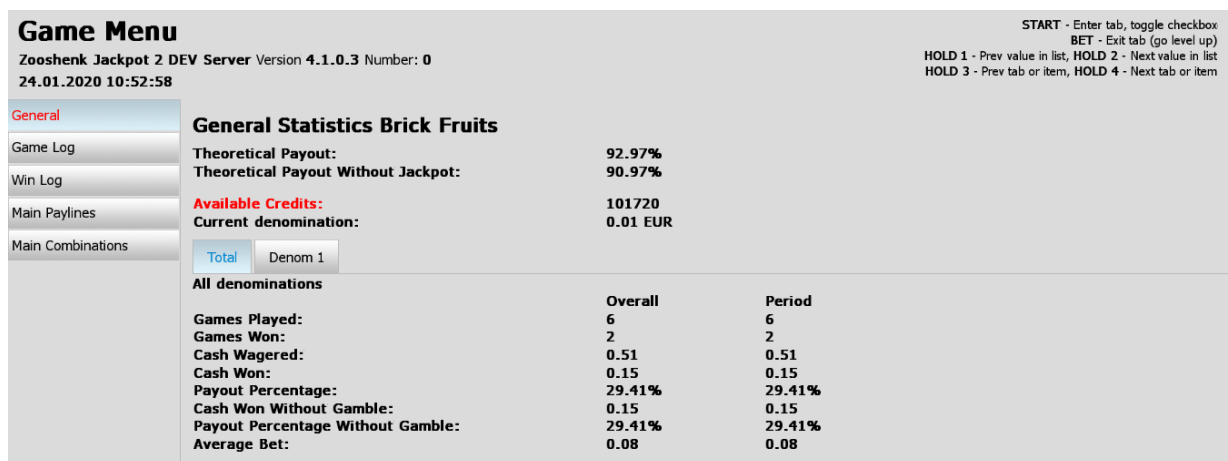 Game Menu
Zooshenk Jackpot 2 DEV Server Version 4.1.0.3 Number: 0
24.01.2020 10:52:58
START - Enter tab, toggle checkbox
BET - Exit tab (go level up)
HOLD 1 - Prev value in list, HOLD 2 - Next value in list
HOLD 3 - Prev tab or item, HOLD 4 - Next tab or item
General
Game Log
Win Log
Main Paylines
Main Combinations
General Statistics Brick Fruits
Theoretical Payout: 92.97%
Theoretical Payout Without Jackpot: 90.97%
Available Credits: 101720
Current denomination: 0.01 EUR
Total Denom 1
All denominations
Overall Period
Games Played: 6 6
Games Won: 2 2
Cash Wagered: 0.51 0.51
Cash Won: 0.15 0.15
Payout Percentage: 29.41% 29.41%
Cash Won Without Gamble: 0.15 0.15
Payout Percentage Without Gamble: 29.41% 29.41%
Average Bet: 0.08 0.08